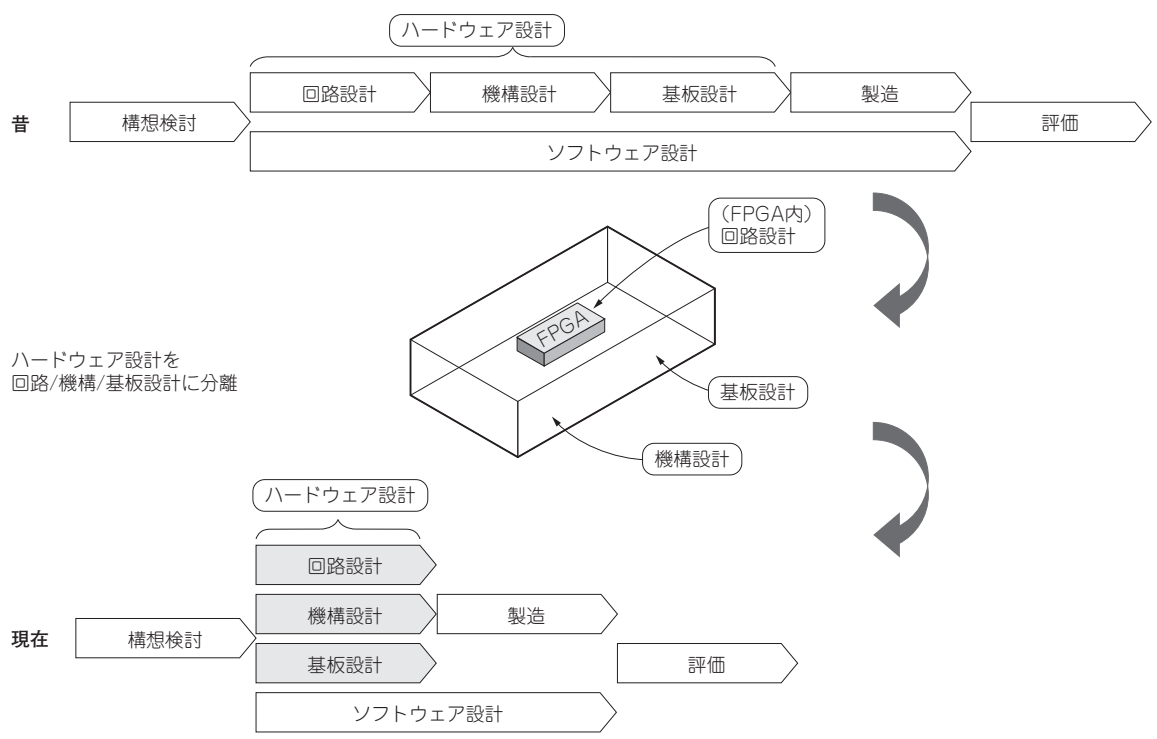 ハードウェア設計
回路設計
機構設計
基板設計
製造
昔
構想検討
評価
ソフトウェア設計
（FPGA内）
回路設計
FPGA
ハードウェア設計を
回路/機構/基板設計に分離
基板設計
機構設計
ハードウェア設計
回路設計
機構設計
製造
現在
構想検討
基板設計
評価
ソフトウェア設計